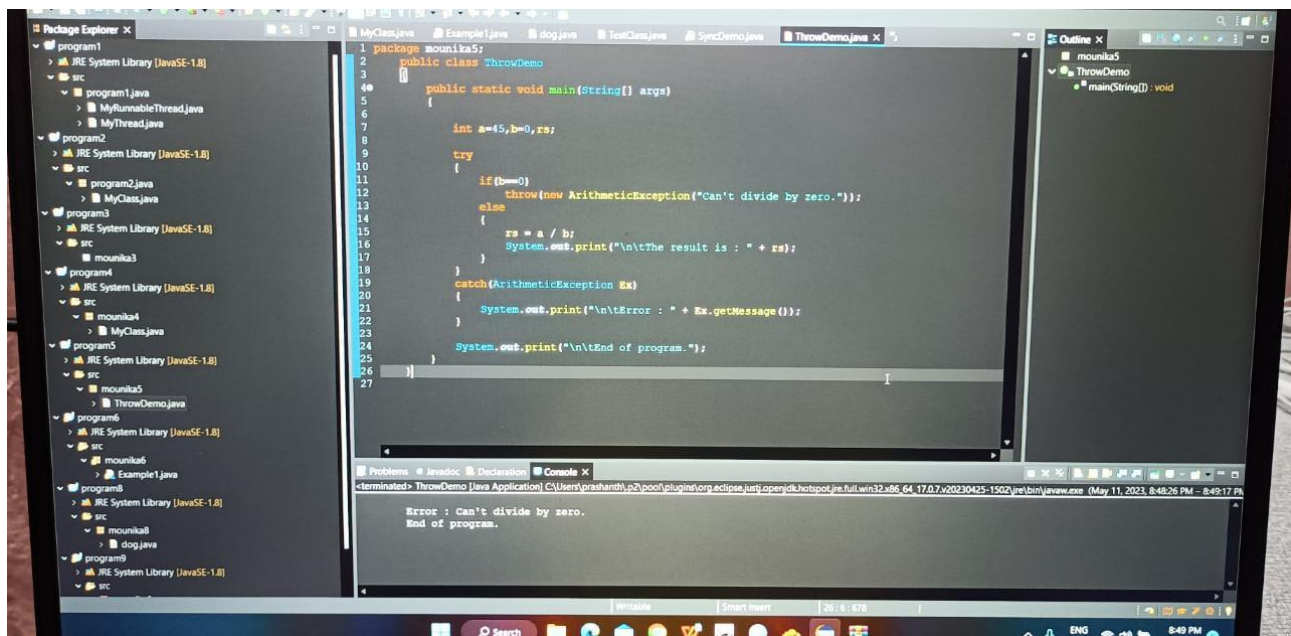 Package Explorer ×
program1
JRE System Library [JavaSE-1.8]
src
program1.java
MyRunnableThread.java
MyThread.java
program2
JRE System Library [JavaSE-1.8]
src
program2.java
MyClass.java
program3
JRE System Library [JavaSE-1.8]
src
mounika3
program4
JRE System Library [JavaSE-1.8]
src
mounika4
MyClass.java
program5
JRE System Library [JavaSE-1.8]
src
mounika5
ThrowDemo.java
program6
JRE System Library [JavaSE-1.8]
src
mounika6
Example1.java
program8
JRE System Library [JavaSE-1.8]
src
mounika8
dog.java
program9
JRE System Library [JavaSE-1.8]
src
MyClass.java Example1.java dog.java TestClass.java SyncDemo.java ThrowDemo.java ×
1 package mounika5;
2 public class ThrowDemo
3 {
4 public static void main(String[] args)
5 {
6
7 int a=45,b=0,rs;
8
9 try
10 {
11 if(b==0)
12 throw(new ArithmeticException("Can't divide by zero."));
13 else
14 {
15 rs = a / b;
16 System.out.print("\n\tThe result is : " + rs);
17 }
18 }
19 catch(ArithmeticException Ex)
20 {
21 System.out.print("\n\tError : " + Ex.getMessage());
22 }
23
24 System.out.print("\n\tEnd of program.");
25 }
26 }
27
Outline ×
mounika5
ThrowDemo
main(String[]) : void
Problems Javadoc Declaration Console ×
<terminated> ThrowDemo [Java Application] C:\Users\prashanth\.p2\pool\plugins\org.eclipse.justj.openjdk.hotspot.jre.full.win32.x86_64_17.0.7.v20230425-1502\jre\bin\javaw.exe (May 11, 2023, 8:48:26 PM – 8:49:17 PM
Error : Can't divide by zero.
End of program.
Writable Smart Insert 26 : 6 : 678
Search
ENG
8:49 PM